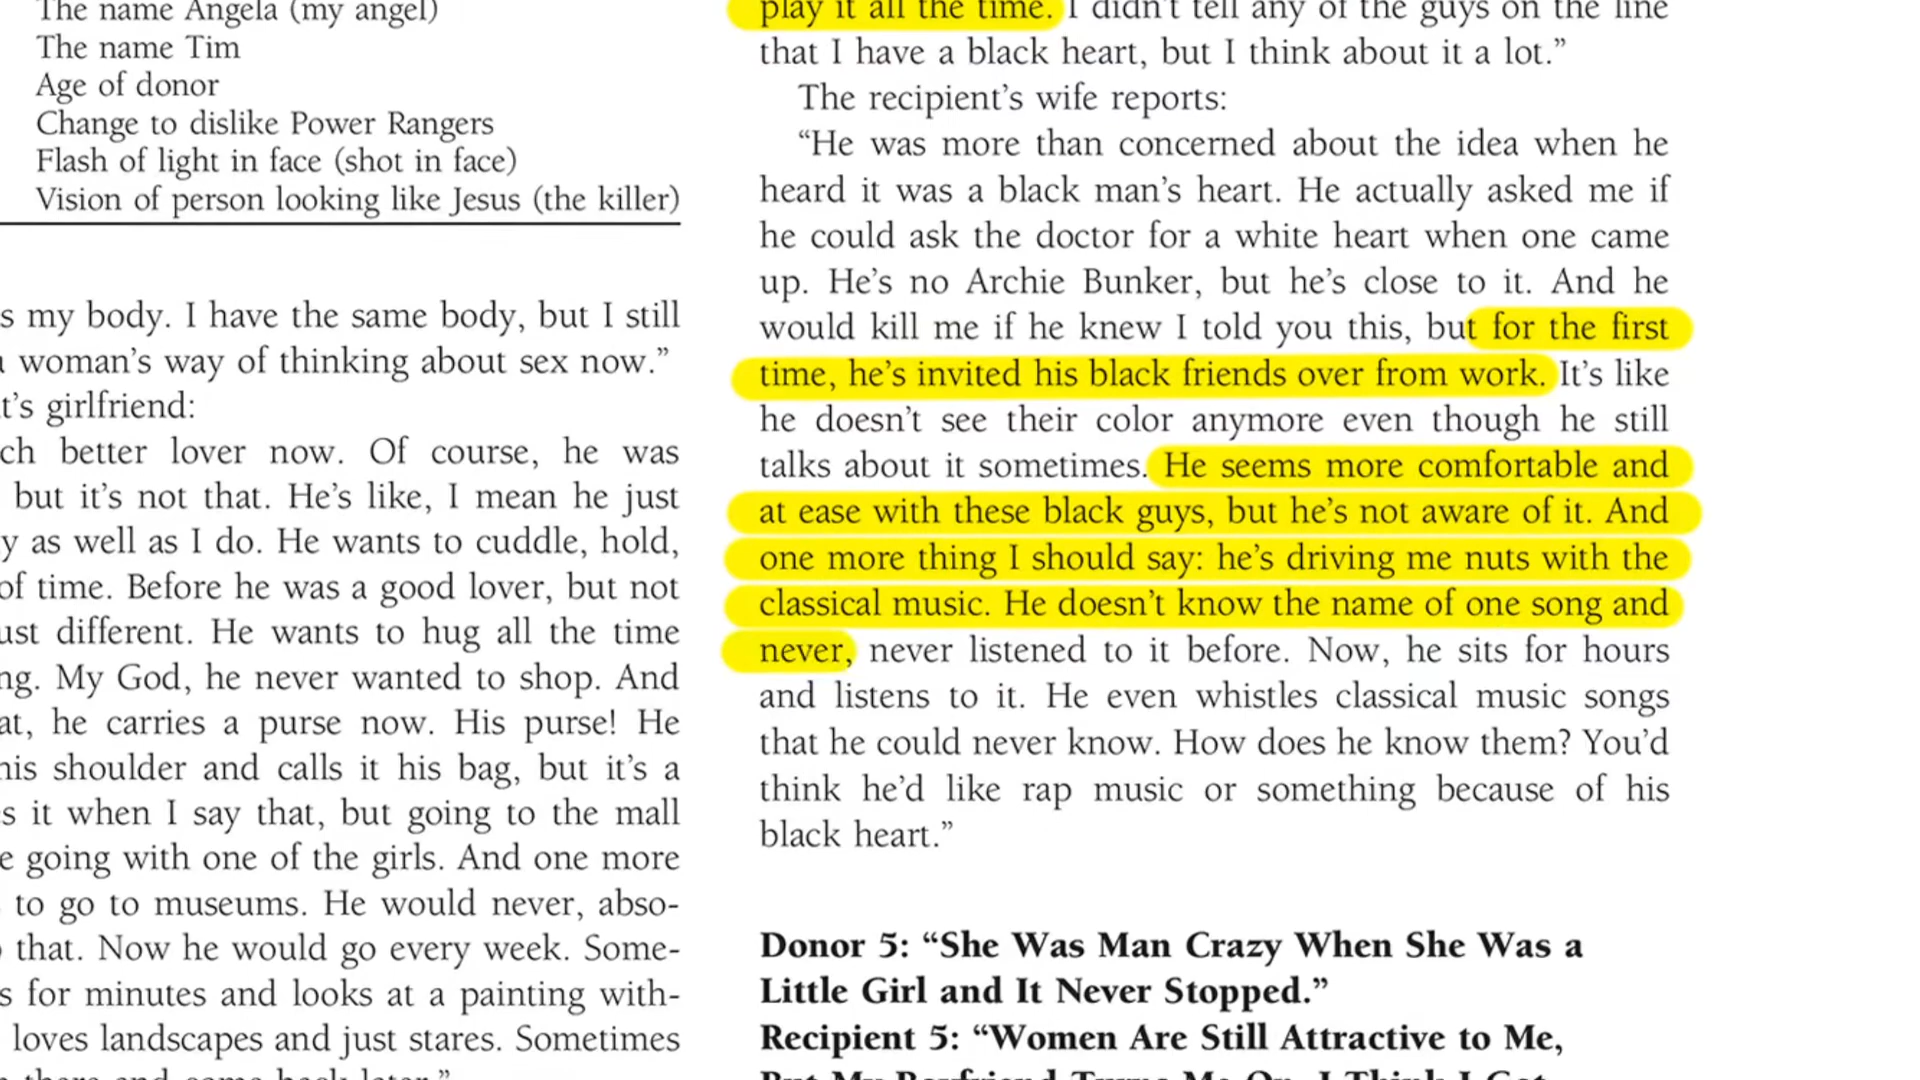 The name Angela (my angel)
The name Tim
Age of donor
Change to dislike Power Rangers
Flash of light in face (shot in face)
Vision of person looking like Jesus (the killer)
s my body. I have the same body, but I still
woman’s way of thinking about sex now.”
t’s girlfriend:
ch better lover now. Of course, he was
but it’s not that. He’s like, I mean he just
y as well as I do. He wants to cuddle, hold,
of time. Before he was a good lover, but not
ust different. He wants to hug all the time
ng. My God, he never wanted to shop. And
at, he carries a purse now. His purse! He
his shoulder and calls it his bag, but it’s a
s it when I say that, but going to the mall
e going with one of the girls. And one more
to go to museums. He would never, abso-
that. Now he would go every week. Some-
s for minutes and looks at a painting with-
loves landscapes and just stares. Sometimes
there and come back later.”
play it all the time. I didn’t tell any of the guys on the line
that I have a black heart, but I think about it a lot.”
The recipient’s wife reports:
“He was more than concerned about the idea when he
heard it was a black man’s heart. He actually asked me if
he could ask the doctor for a white heart when one came
up. He’s no Archie Bunker, but he’s close to it. And he
would kill me if he knew I told you this, but for the first
time, he’s invited his black friends over from work. It’s like
he doesn’t see their color anymore even though he still
talks about it sometimes. He seems more comfortable and
at ease with these black guys, but he’s not aware of it. And
one more thing I should say: he’s driving me nuts with the
classical music. He doesn’t know the name of one song and
never, never listened to it before. Now, he sits for hours
and listens to it. He even whistles classical music songs
that he could never know. How does he know them? You’d
think he’d like rap music or something because of his
black heart.”
Donor 5: “She Was Man Crazy When She Was a
Little Girl and It Never Stopped.”
Recipient 5: “Women Are Still Attractive to Me,
But My Boyfriend Turns Me On. I Think I Got